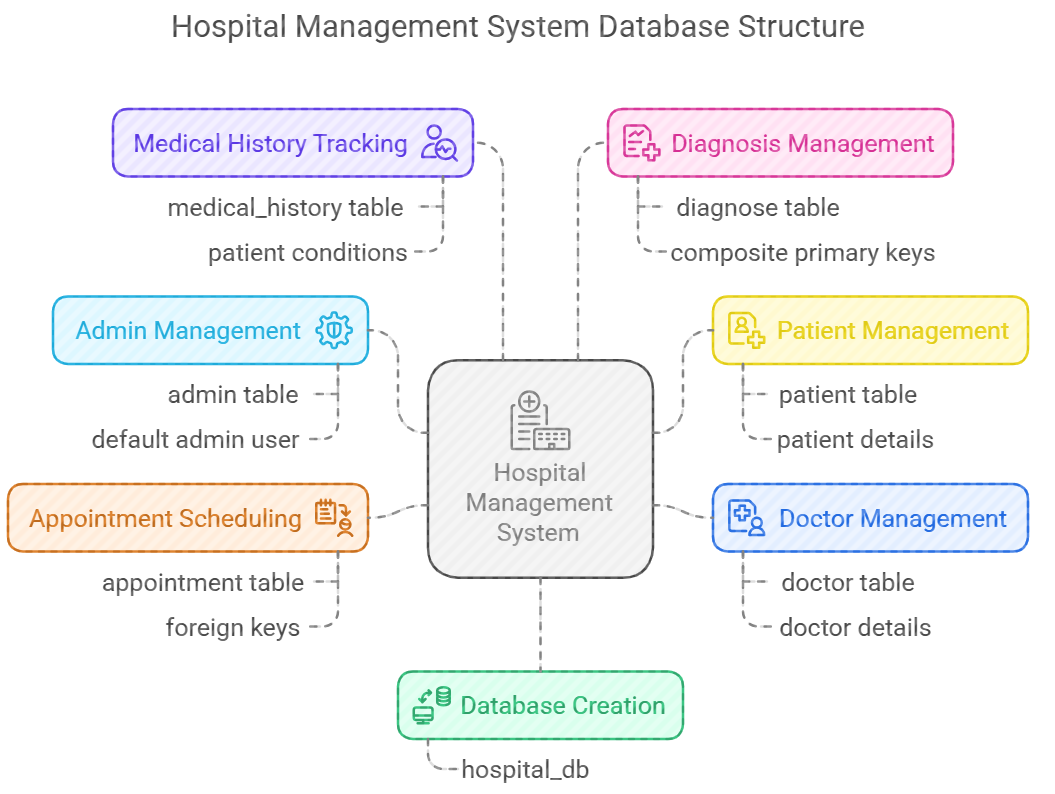 Hospital Management System Database Structure
Medical History Tracking
medical_history table
patient conditions
Diagnosis Management
diagnose table
composite primary keys
Admin Management
admin table
default admin user
Patient Management
patient table
patient details
Hospital
Management
System
Appointment Scheduling
appointment table
foreign keys
Doctor Management
doctor table
doctor details
Database Creation
hospital_db